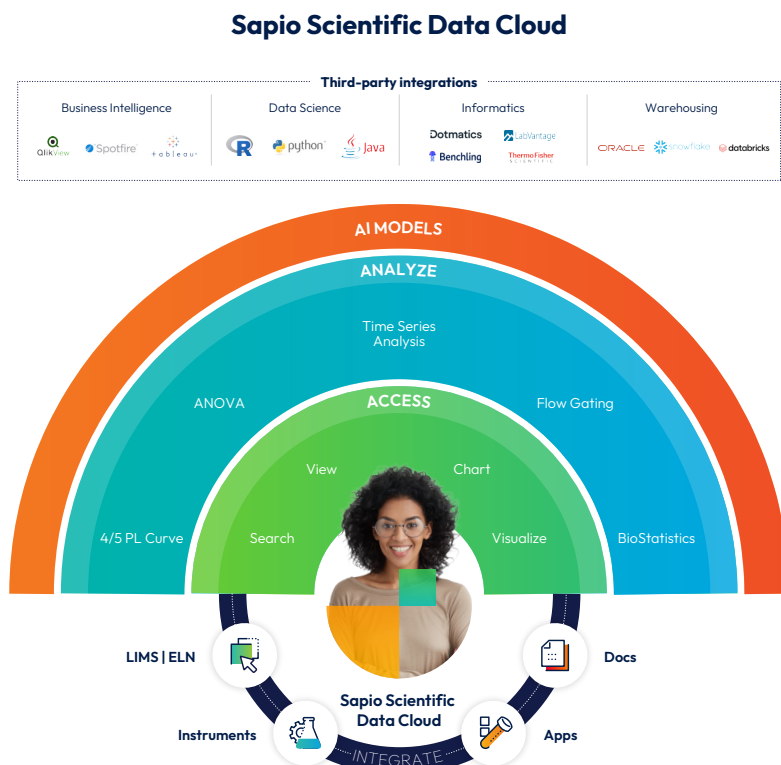 Sapio Scientific Data Cloud
Third-party integrations
Business Intelligence
Data Science
Informatics
Warehousing
QlikView
Spotfire
tableau
R
python
Java
Dotmatics
LabVantage
Benchling
ThermoFisher
SCIENTIFIC
ORACLE
snowflake
databricks
AI MODELS
ANALYZE
Time Series
Analysis
ANOVA
Flow Gating
4/5 PL Curve
BioStatistics
ACCESS
View
Chart
Search
Visualize
LIMS | ELN
Docs
Sapio Scientific
Data Cloud
Instruments
Apps
INTEGRATE